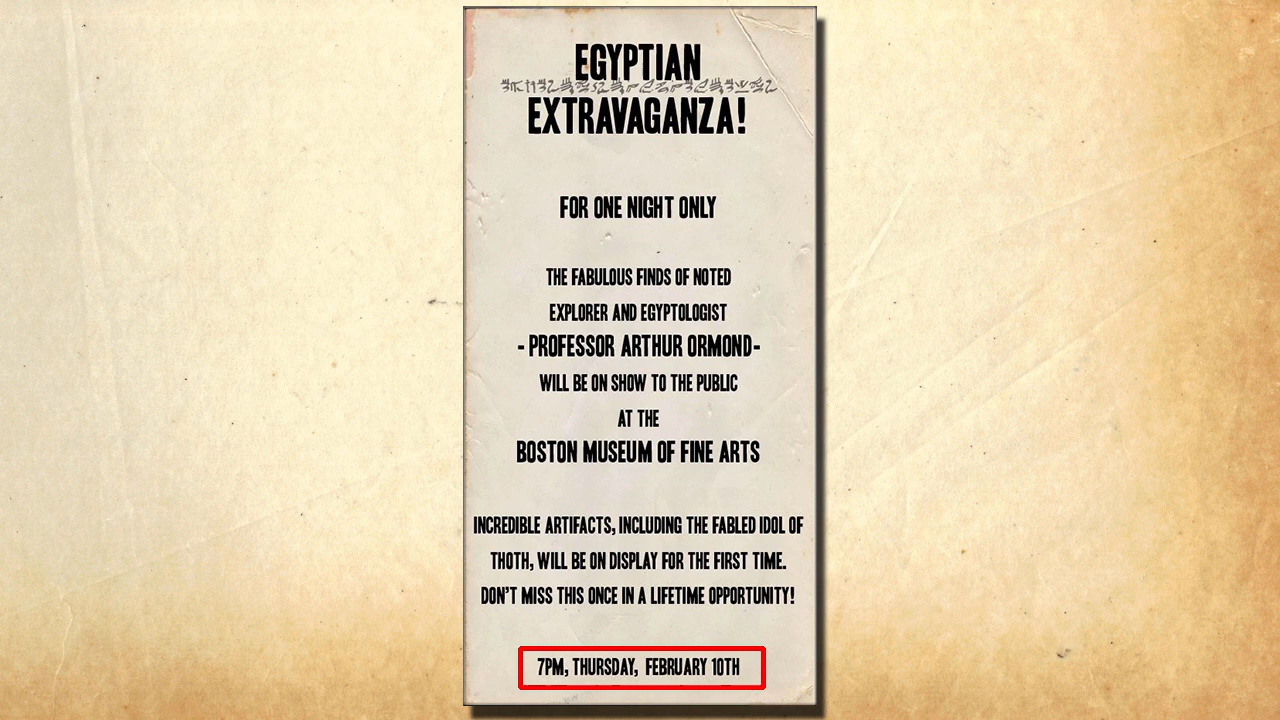 EGYPTIAN
EXTRAVAGANZA!
FOR ONE NIGHT ONLY
THE FABULOUS FINDS OF NOTED
EXPLORER AND EGYPTOLOGIST
- PROFESSOR ARTHUR ORMOND-
WILL BE ON SHOW TO THE PUBLIC
AT THE
BOSTON MUSEUM OF FINE ARTS
INCREDIBLE ARTIFACTS, INCLUDING THE FABLED IDOL OF
THOTH, WILL BE ON DISPLAY FOR THE FIRST TIME.
DON'T MISS THIS ONCE IN A LIFETIME OPPORTUNITY!
7PM, THURSDAY, FEBRUARY 10TH